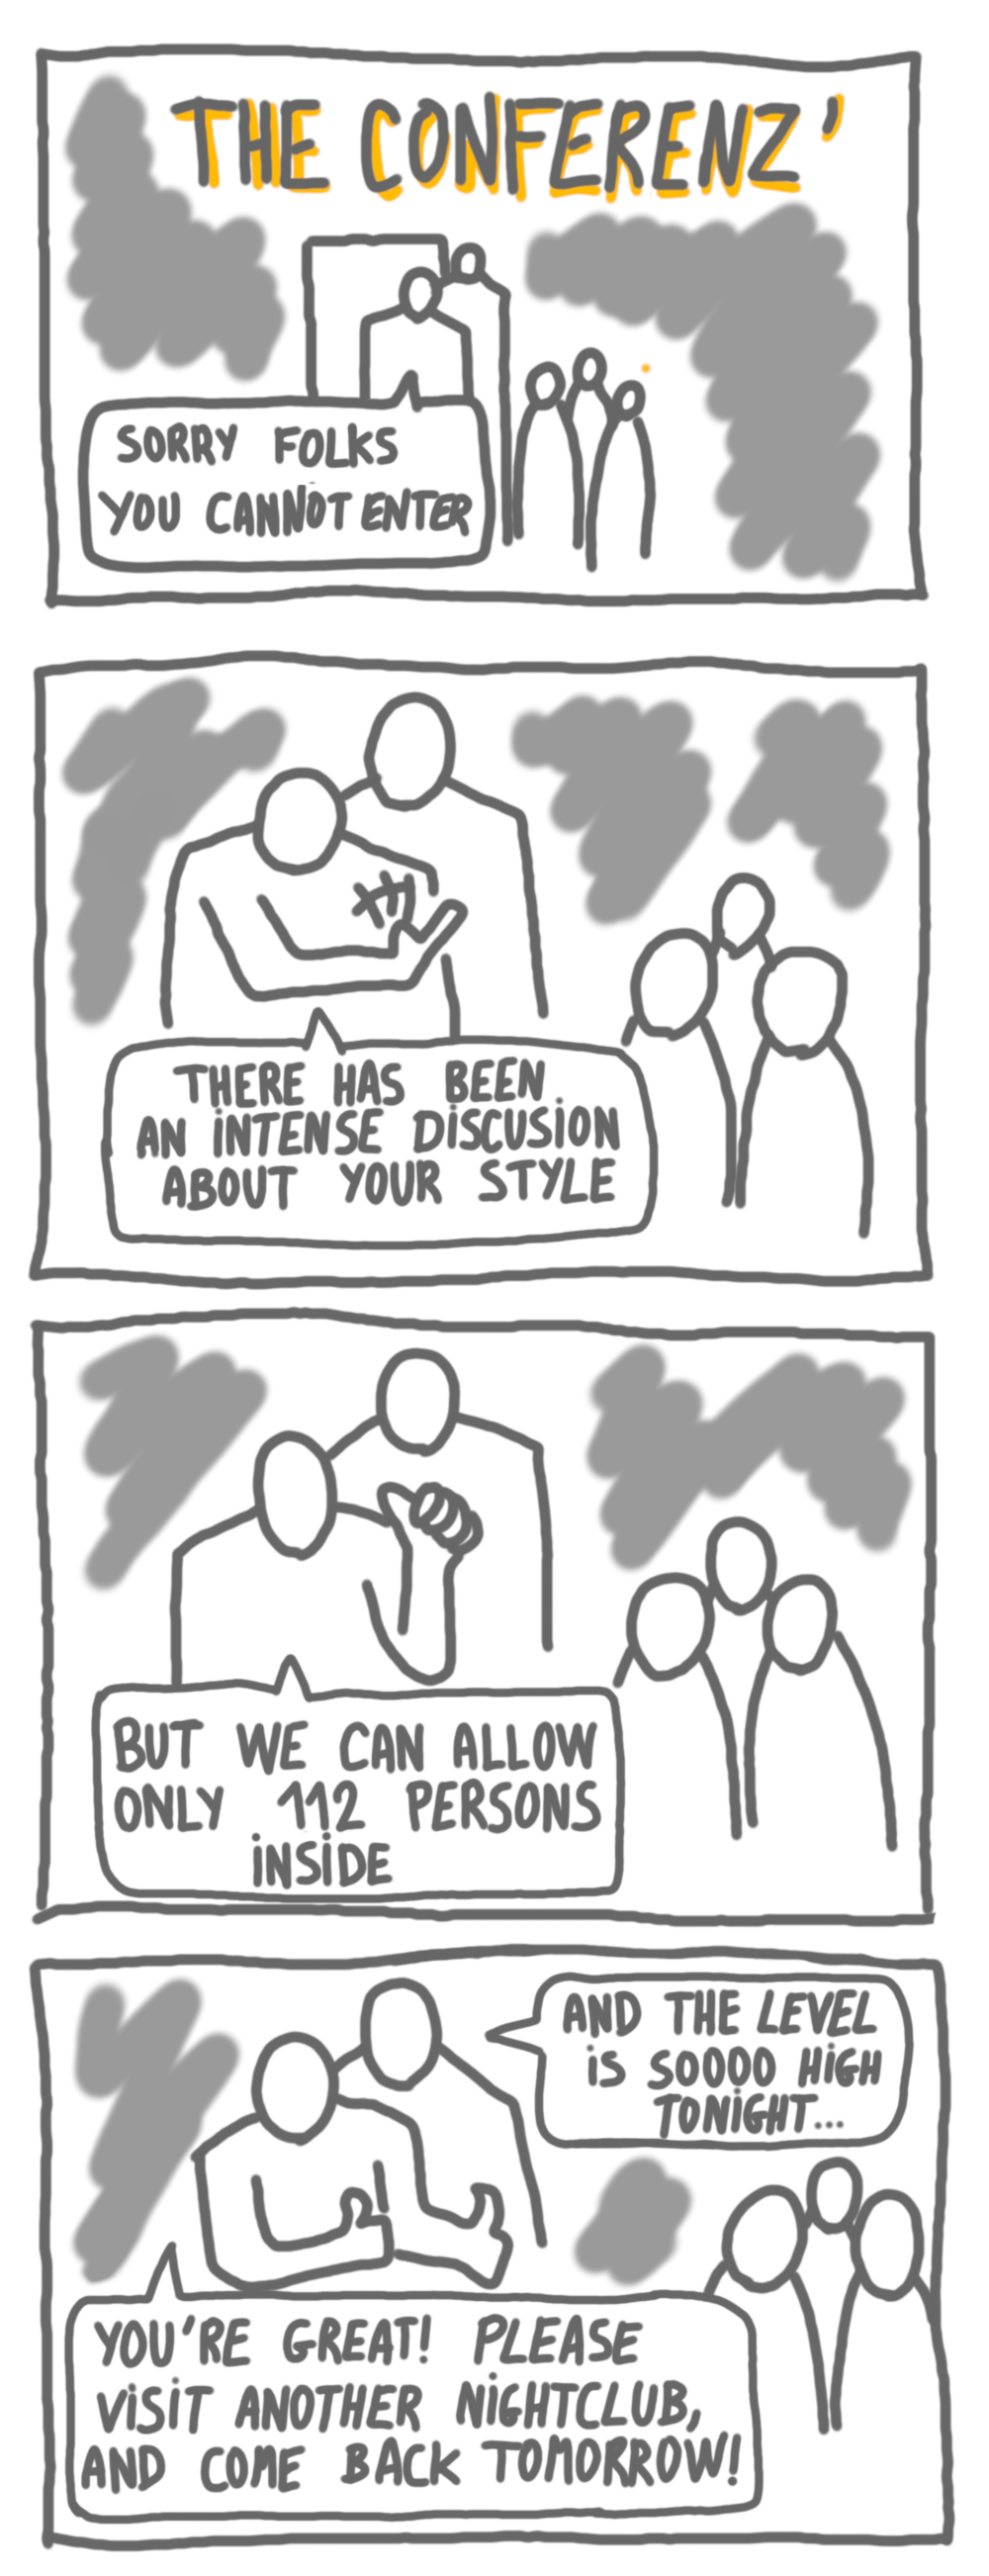 THE CONFERENZ'
SORRY FOLKS
YOU CANNOT ENTER
THERE HAS BEEN
AN INTENSE DISCUSION
ABOUT YOUR STYLE
BUT WE CAN ALLOW
ONLY 112 PERSONS
INSIDE
AND THE LEVEL
IS SOOOO HIGH
TONIGHT...
YOU'RE GREAT! PLEASE
VISIT ANOTHER NIGHTCLUB,
AND COME BACK TOMORROW!